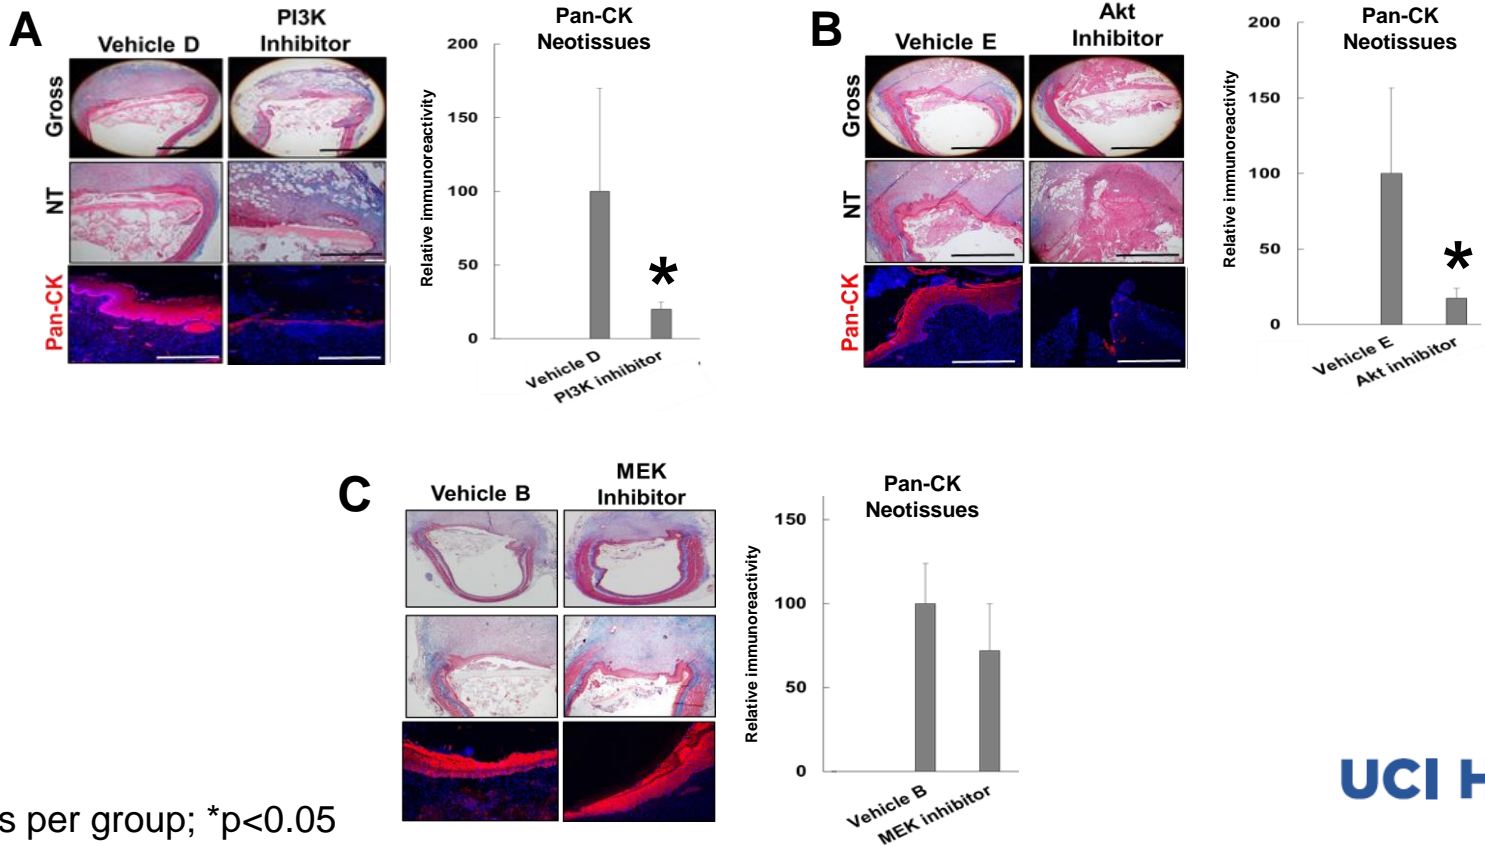 A
Vehicle D
PI3K
Inhibitor
Gross
NT
Pan-CK
Pan-CK
Neotissues
Relative immunoreactivity
200
150
100
50
0
Vehicle D
PI3K inhibitor
B
Vehicle E
Akt
Inhibitor
Gross
NT
Pan-CK
Pan-CK
Neotissues
Relative immunoreactivity
200
150
100
50
0
*
*
Vehicle E
Akt inhibitor
C
Vehicle B
MEK
Inhibitor
Pan-CK
Neotissues
Relative immunoreactivity
150
100
50
0
Vehicle B
MEK inhibitor
s per group; *p<0.05
UCI H